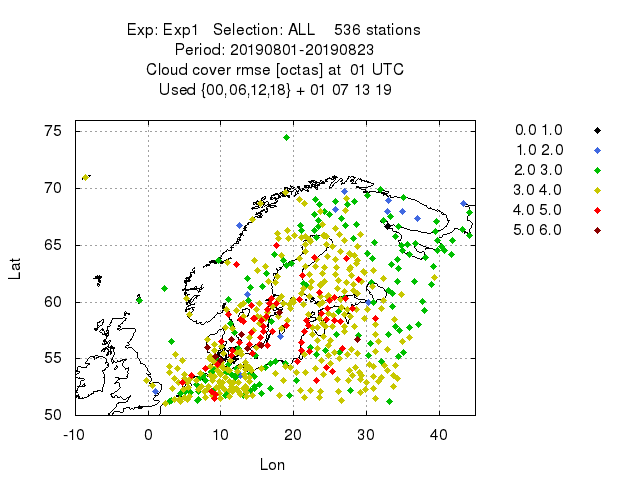 Exp: Exp1 Selection: ALL 536 stations
Period: 20190801-20190823
Cloud cover rmse [octas] at 01 UTC
Used {00,06,12,18} + 01 07 13 19
75
70
65
60
55
50
Lat
-10 0 10 20 30 40
Lon
0.0 1.0
1.0 2.0
2.0 3.0
3.0 4.0
4.0 5.0
5.0 6.0